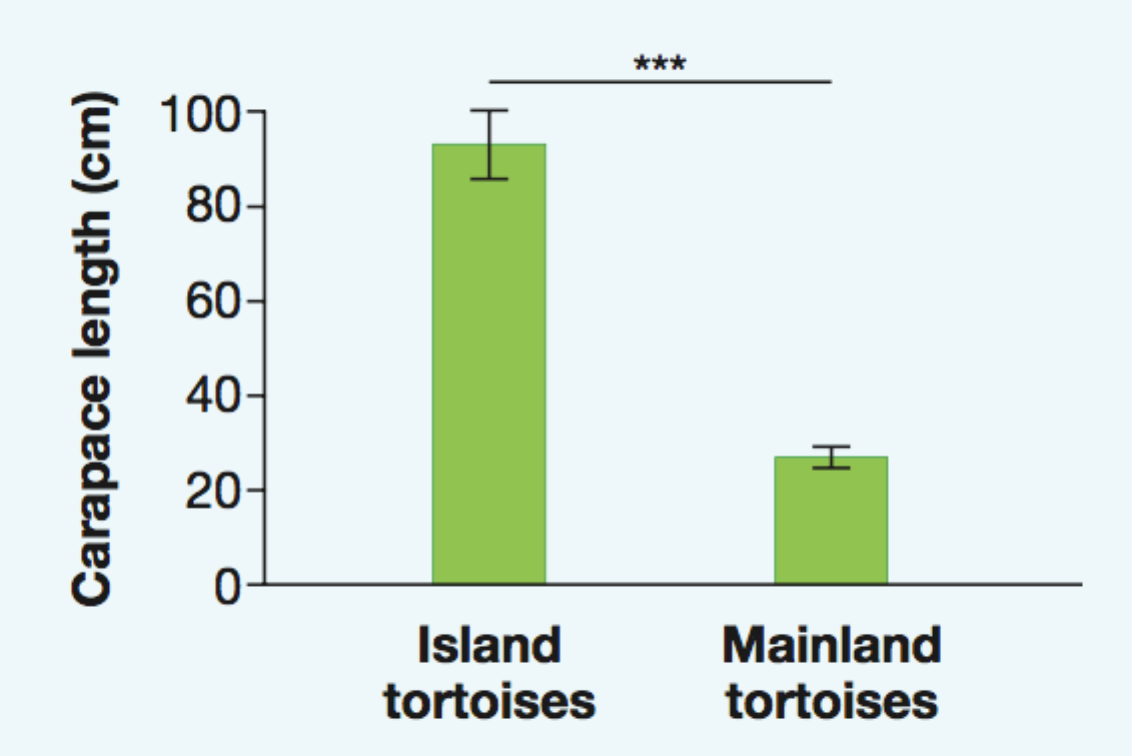 ***
Carapace length (cm)
100
80
60
40
20
0
Island
tortoises
Mainland
tortoises